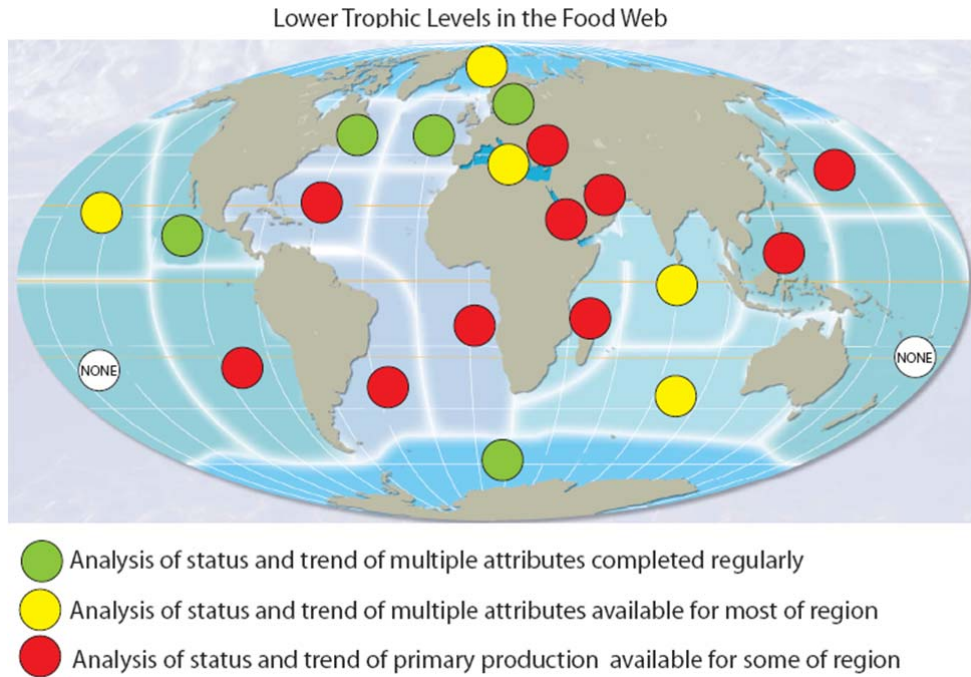 Lower Trophic Levels in the Food Web
NONE
NONE
Analysis of status and trend of multiple attributes completed regularly
Analysis of status and trend of multiple attributes available for most of region
Analysis of status and trend of primary production available for some of region